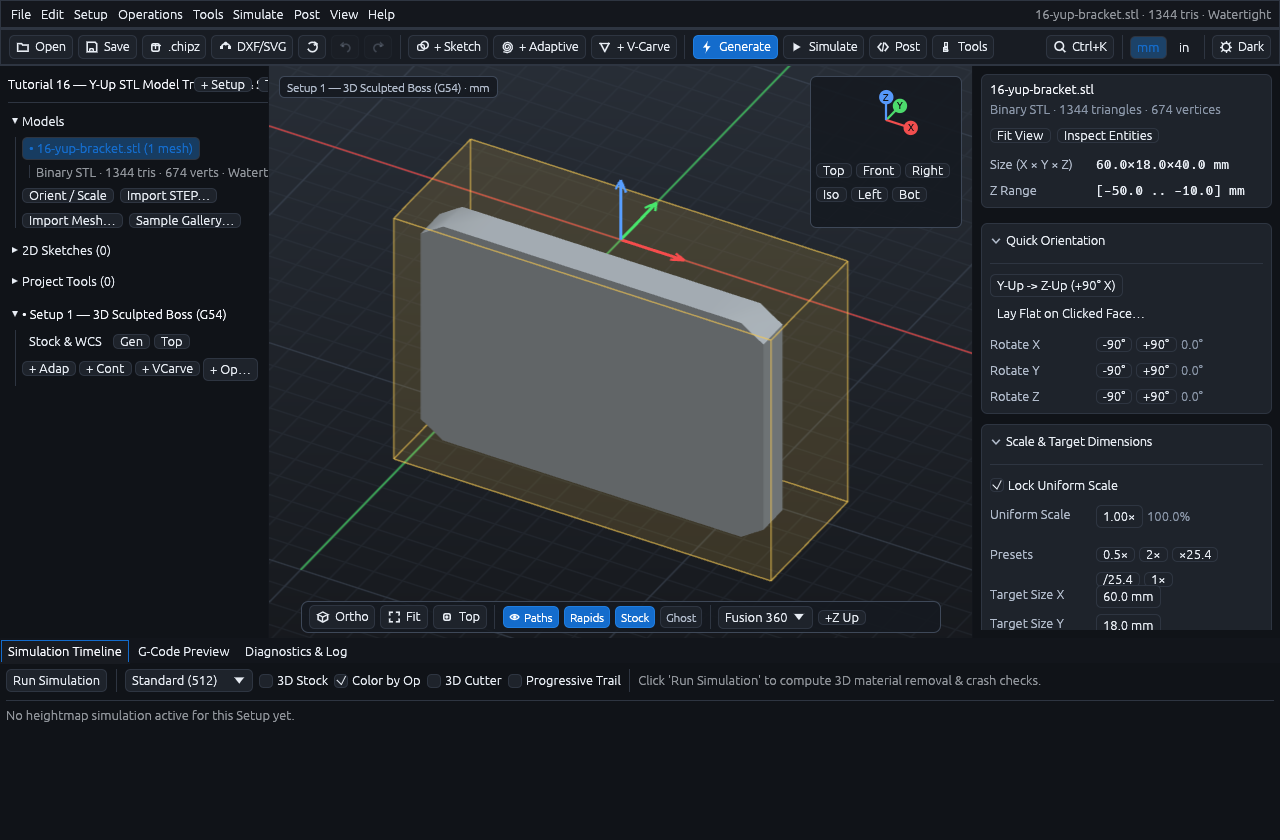 File Edit Setup Operations Tools Simulate Post View Help
16-yup-bracket.stl · 1344 tris · Watertight
Open Save .chipz DXF/SVG + Sketch + Adaptive + V-Carve Generate Simulate Post Tools Ctrl+K mm in Dark
Tutorial 16 — Y-Up STL Model Tr + Setup
Models
• 16-yup-bracket.stl (1 mesh)
Binary STL · 1344 tris · 674 verts · Watert
Orient / Scale Import STEP…
Import Mesh… Sample Gallery…
2D Sketches (0)
Project Tools (0)
• Setup 1 — 3D Sculpted Boss (G54)
Stock & WCS Gen Top
+ Adap + Cont + VCarve + Op…
Setup 1 — 3D Sculpted Boss (G54) · mm
Z
Y
X
Top Front Right
Iso Left Bot
Ortho Fit Top Paths Rapids Stock Ghost Fusion 360 +Z Up
16-yup-bracket.stl
Binary STL · 1344 triangles · 674 vertices
Fit View Inspect Entities
Size (X × Y × Z) 60.0×18.0×40.0 mm
Z Range [-50.0 .. -10.0] mm
Quick Orientation
Y-Up -> Z-Up (+90° X)
Lay Flat on Clicked Face…
Rotate X -90° +90° 0.0°
Rotate Y -90° +90° 0.0°
Rotate Z -90° +90° 0.0°
Scale & Target Dimensions
Lock Uniform Scale
Uniform Scale 1.00× 100.0%
Presets 0.5× 2× ×25.4
/25.4 1×
Target Size X 60.0 mm
Target Size Y 18.0 mm
Simulation Timeline G-Code Preview Diagnostics & Log
Run Simulation Standard (512) 3D Stock Color by Op 3D Cutter Progressive Trail Click 'Run Simulation' to compute 3D material removal & crash checks.
No heightmap simulation active for this Setup yet.